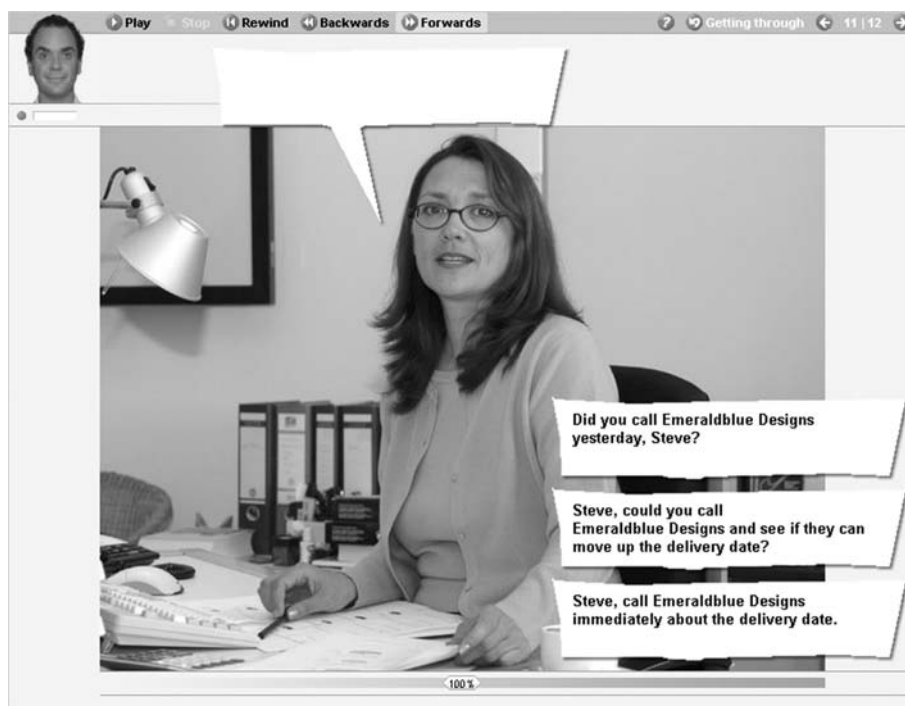 Play Stop Rewind Backwards Forwards ? Getting through 11 | 12
Did you call Emeraldblue Designs
yesterday, Steve?
Steve, could you call
Emeraldblue Designs and see if they can
move up the delivery date?
Steve, call Emeraldblue Designs
immediately about the delivery date.
100 %